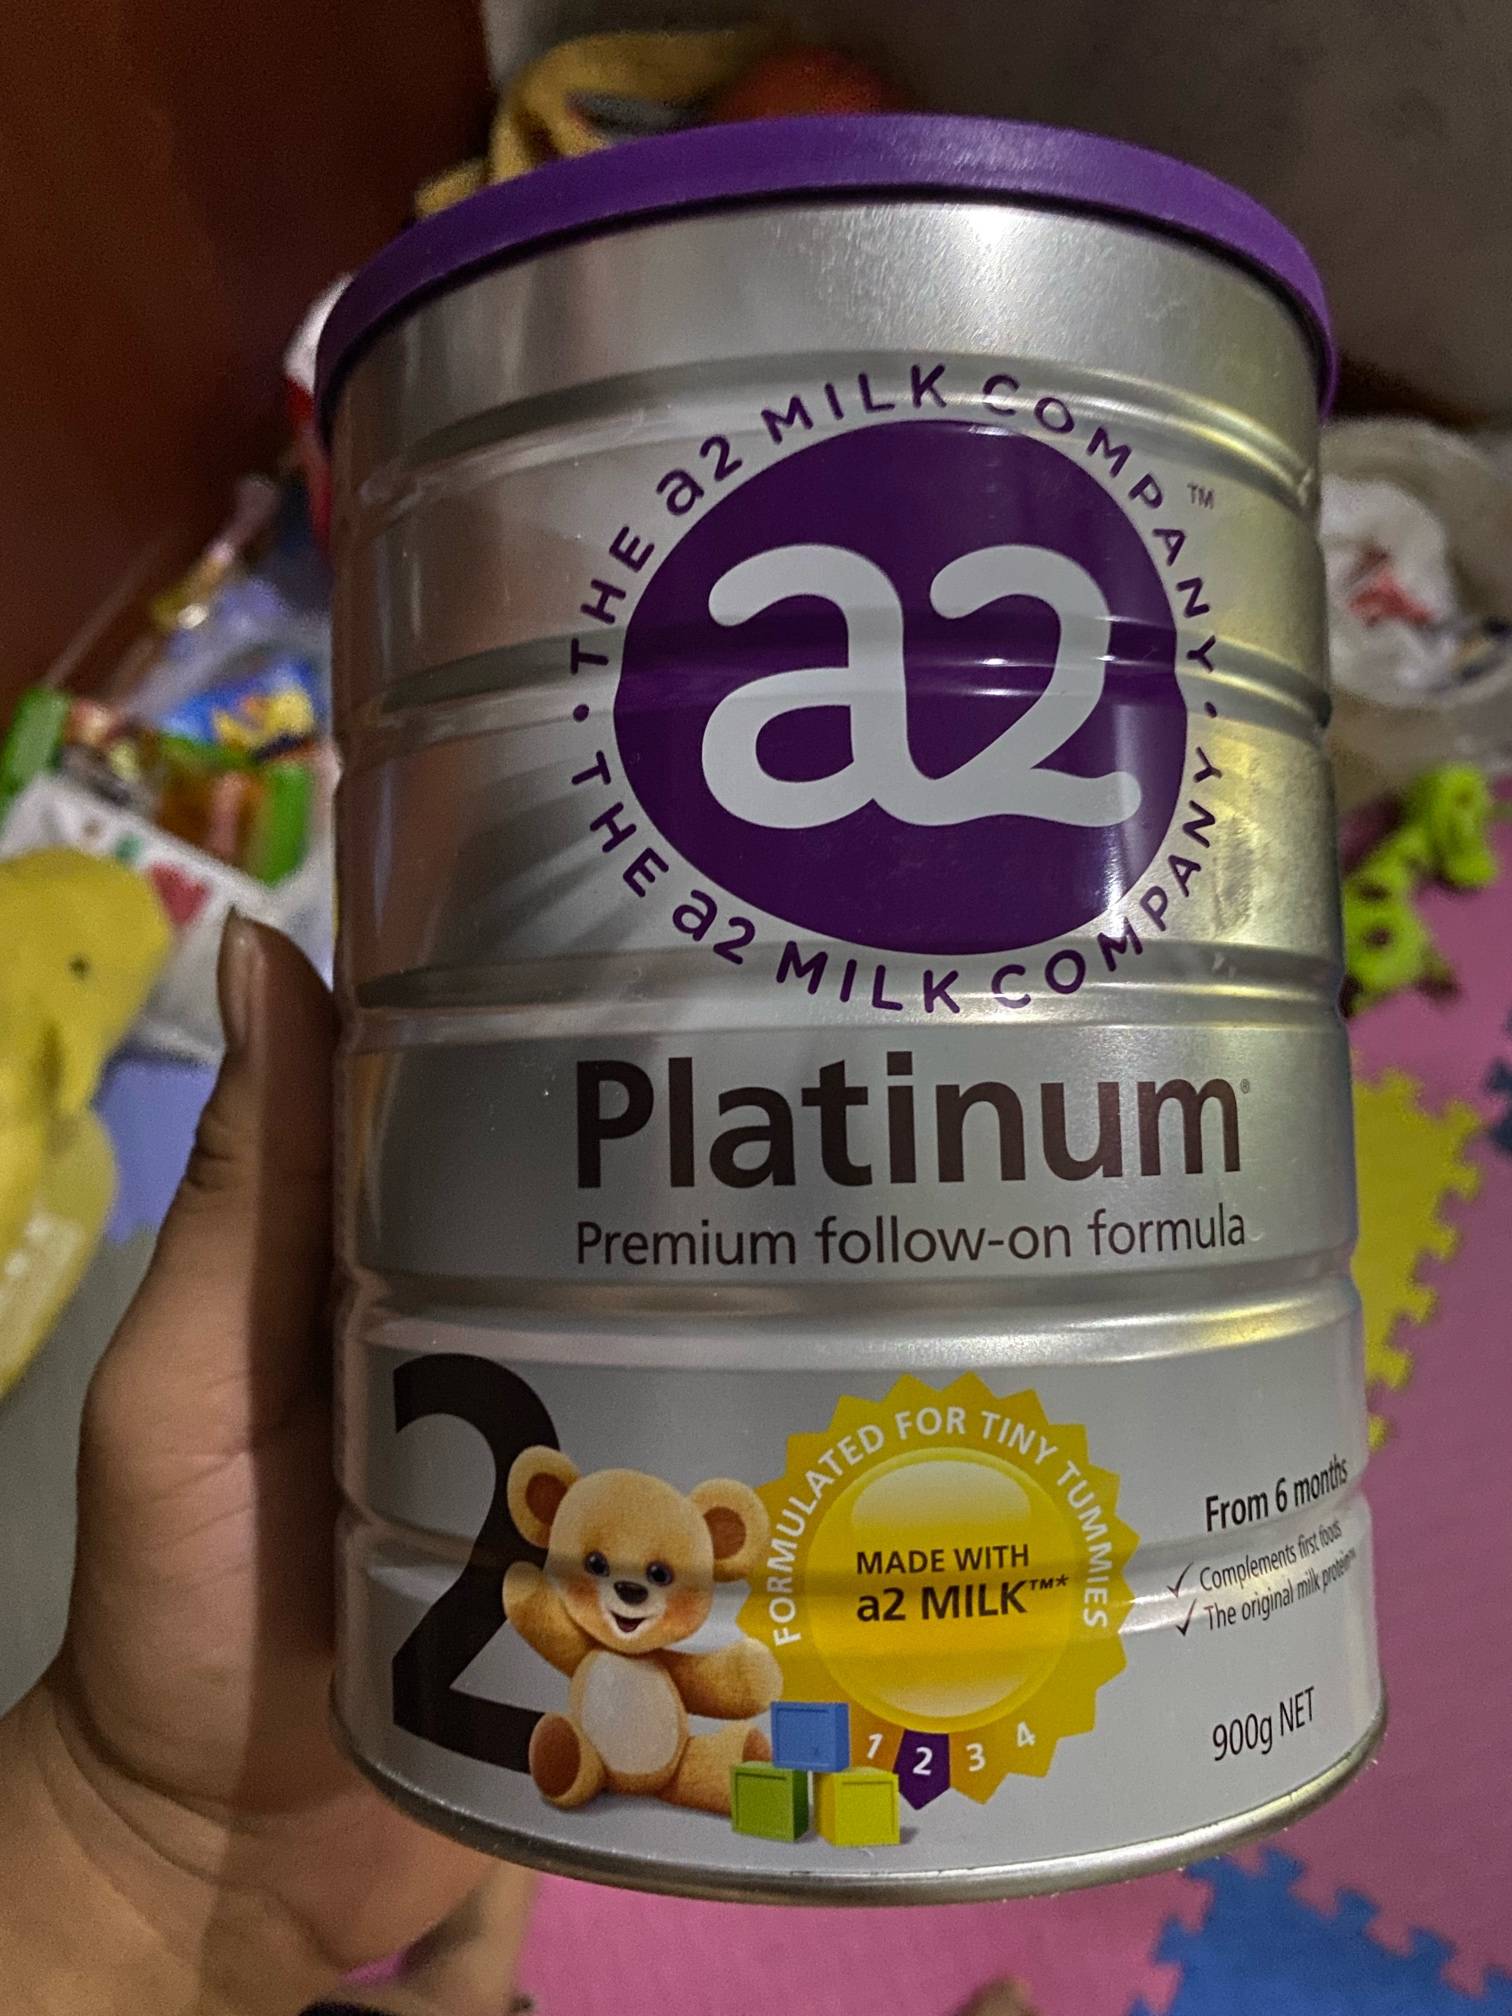 THE a2 MILK COMPANY
TM
a2
THE a2 MILK COMPANY
Platinum®
Premium follow-on formula
2
FORMULATED FOR TINY TUMMIES
MADE WITH
a2 MILK™*
1 2 3 4
From 6 months
✓ Complements first foods
✓ The original milk protein
900g NET